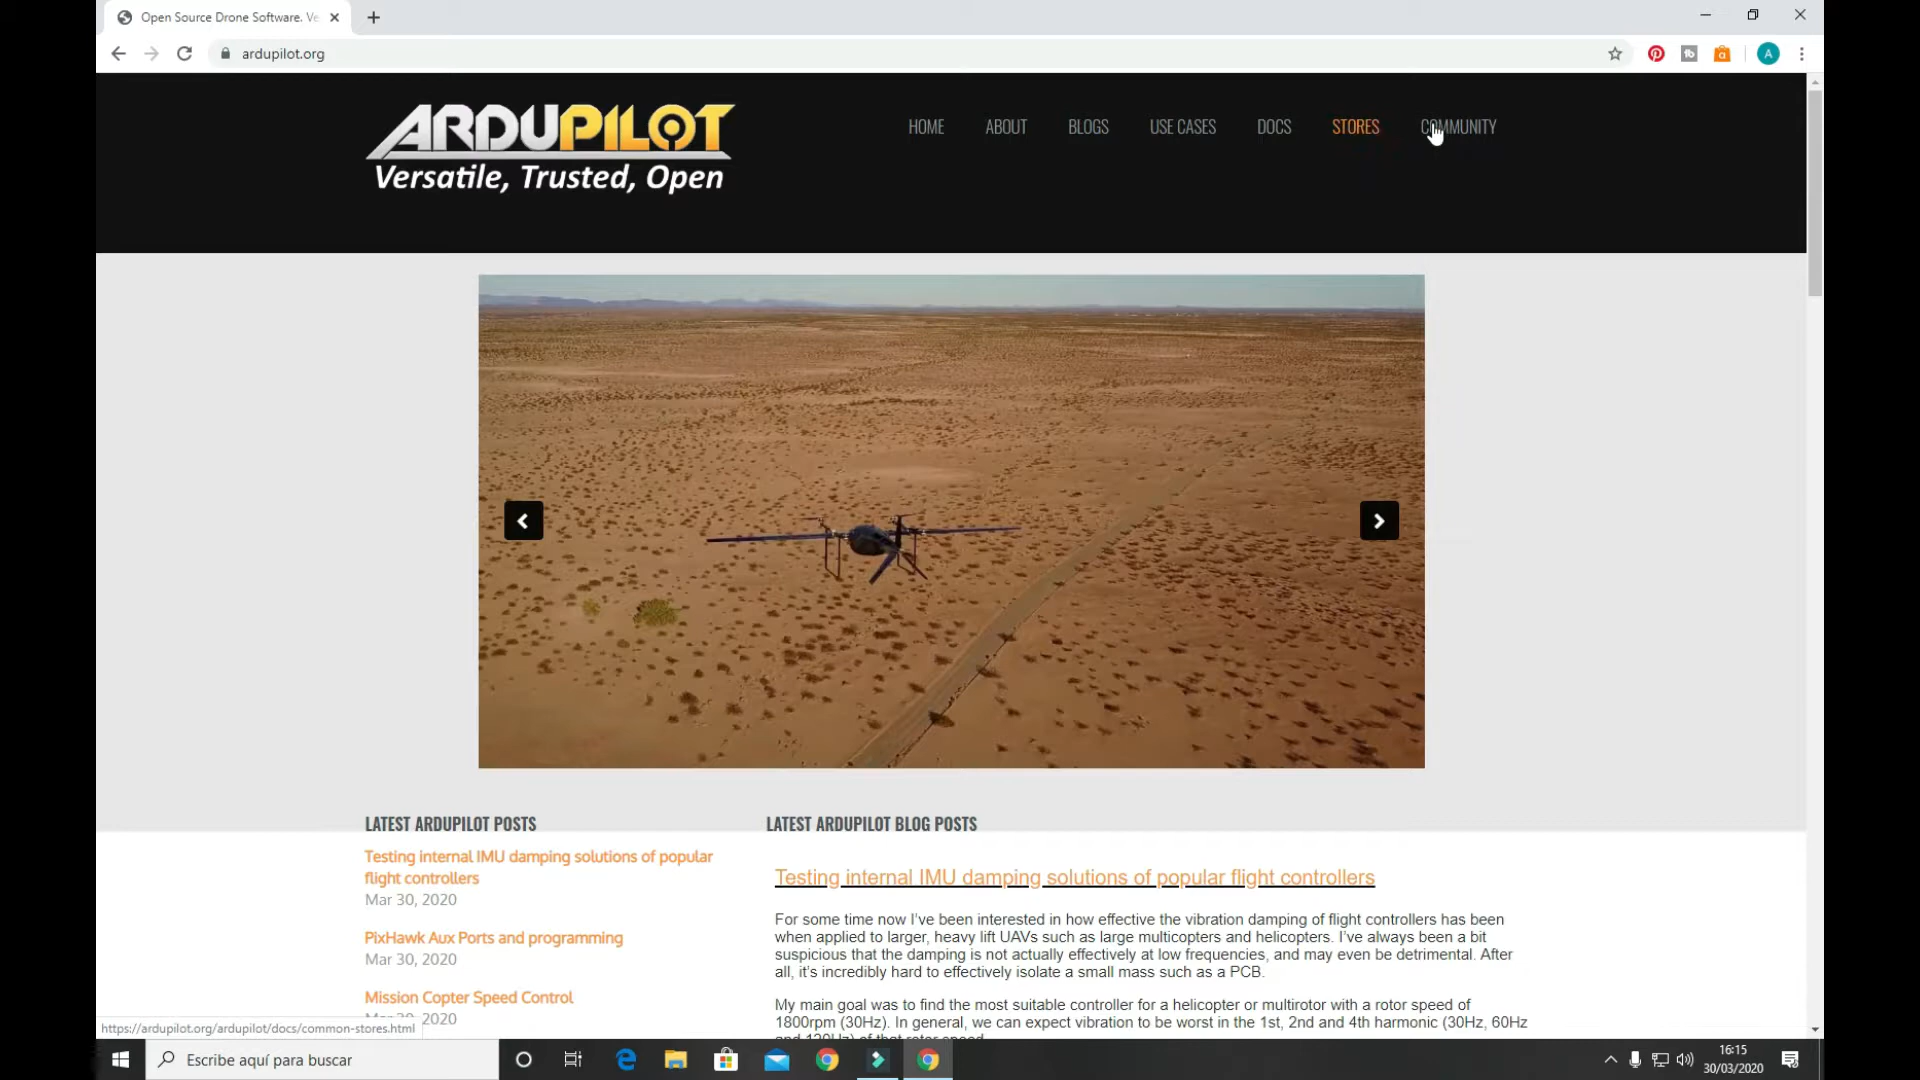 Open Source Drone Software. Ve
ardupilot.org
A
ARDUPILOT
Versatile, Trusted, Open
HOME ABOUT BLOGS USE CASES DOCS STORES COMMUNITY
LATEST ARDUPILOT POSTS
Testing internal IMU damping solutions of popular
flight controllers
Mar 30, 2020
PixHawk Aux Ports and programming
Mar 30, 2020
Mission Copter Speed Control
Mar 30, 2020
LATEST ARDUPILOT BLOG POSTS
Testing internal IMU damping solutions of popular flight controllers
For some time now I've been interested in how effective the vibration damping of flight controllers has been
when applied to larger, heavy lift UAVs such as large multicopters and helicopters. I've always been a bit
suspicious that the damping is not actually effectively at low frequencies, and may even be detrimental. After
all, it's incredibly hard to effectively isolate a small mass such as a PCB.
My main goal was to find the most suitable controller for a helicopter or multirotor with a rotor speed of
1800rpm (30Hz). In general, we can expect vibration to be worst in the 1st, 2nd and 4th harmonic (30Hz, 60Hz
and 120Hz) of that rotor speed.
https://ardupilot.org/ardupilot/docs/common-stores.html
Escribe aquí para buscar
16:15
30/03/2020